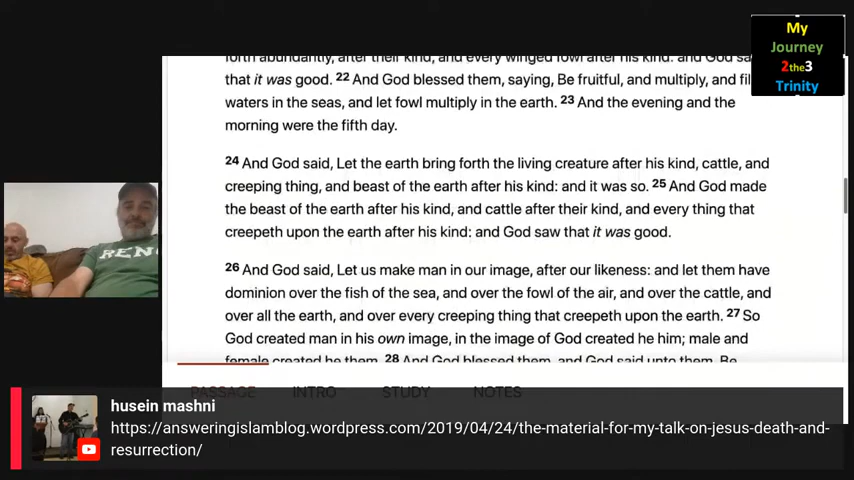 My
Journey
2the3
Trinity
forth abundantly, after their kind, and every winged fowl after his kind: and God
that it was good. 22 And God blessed them, saying, Be fruitful, and multiply, and
waters in the seas, and let fowl multiply in the earth. 23 And the evening and the
morning were the fifth day.
24 And God said, Let the earth bring forth the living creature after his kind, cattle, and
creeping thing, and beast of the earth after his kind: and it was so. 25 And God made
the beast of the earth after his kind, and cattle after their kind, and every thing that
creepeth upon the earth after his kind: and God saw that it was good.
26 And God said, Let us make man in our image, after our likeness: and let them have
dominion over the fish of the sea, and over the fowl of the air, and over the cattle, and
over all the earth, and over every creeping thing that creepeth upon the earth. 27 So
God created man in his own image, in the image of God created he him; male and
female created he them. 28 And God blessed them, and God said unto them, Be
PASSAGE INTRO STUDY NOTES
RENO
husein mashni
https://answeringislamblog.wordpress.com/2019/04/24/the-material-for-my-talk-on-jesus-death-and-
resurrection/